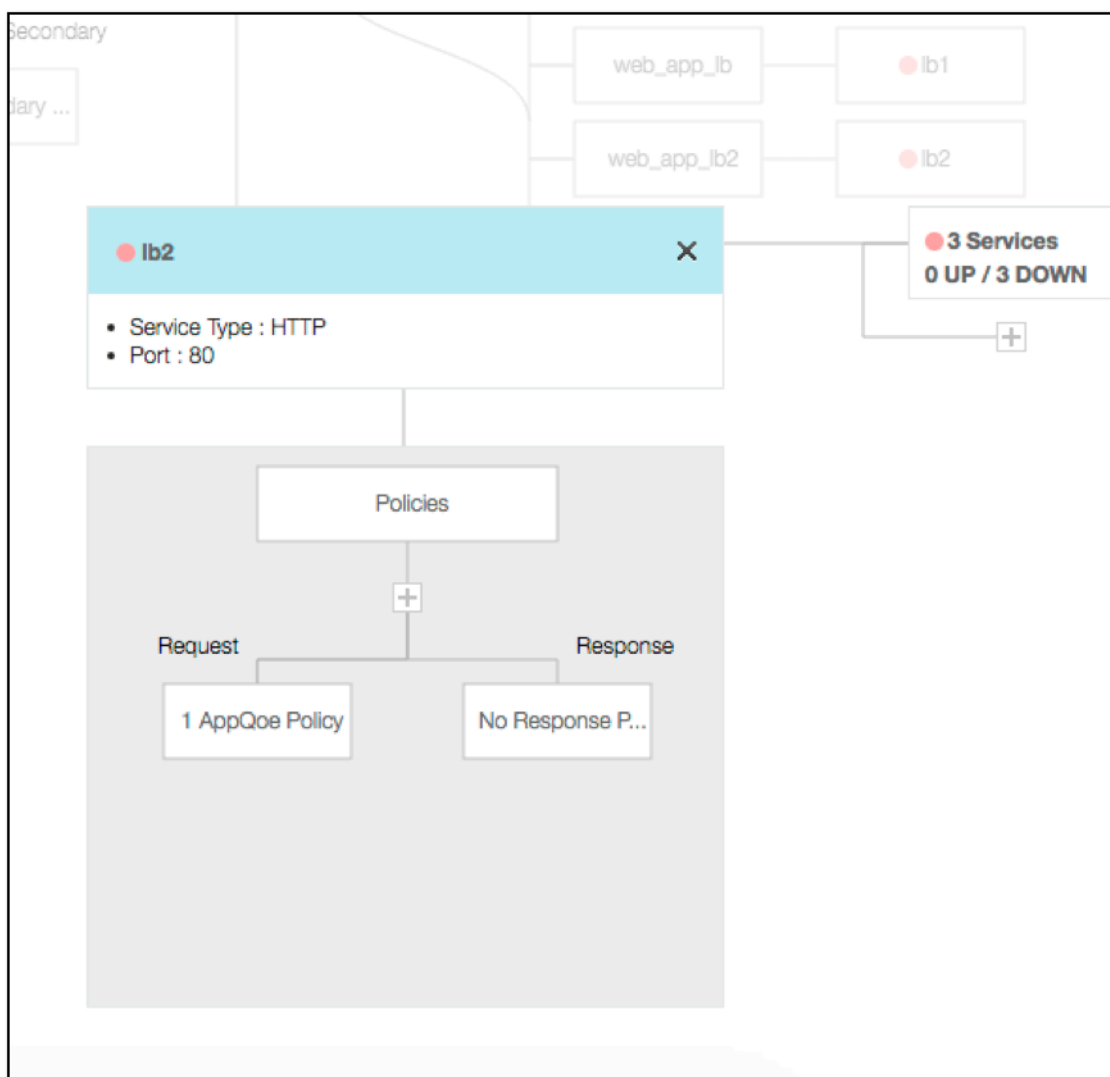 Secondary
dary ...
web_app_lb
lb1
web_app_lb2
lb2
lb2
3 Services
0 UP / 3 DOWN
• Service Type : HTTP
• Port : 80
Policies
Request
Response
1 AppQoe Policy
No Response P...